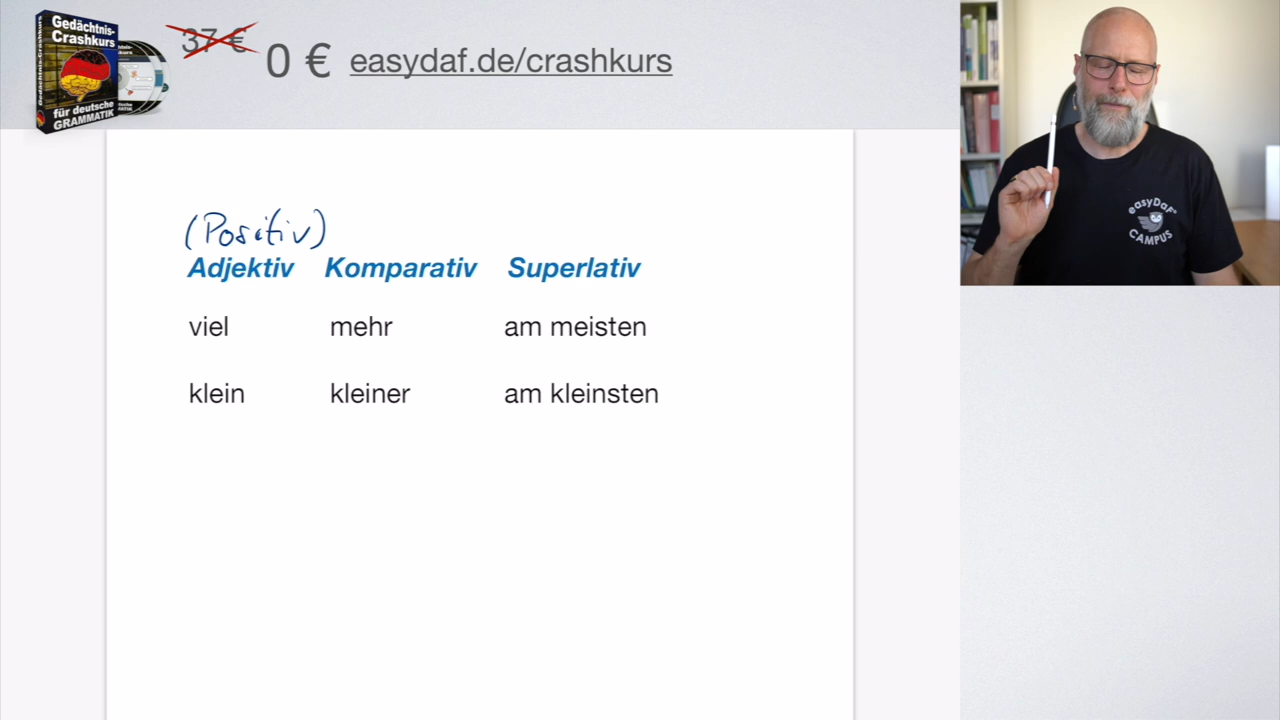 Gedächtnis-
Crashkurs
für deutsche
GRAMMATIK
37 €
0 € easydaf.de/crashkurs
easyDaF®
CAMPUS
(Positiv)
Adjektiv Komparativ Superlativ
viel mehr am meisten
klein kleiner am kleinsten